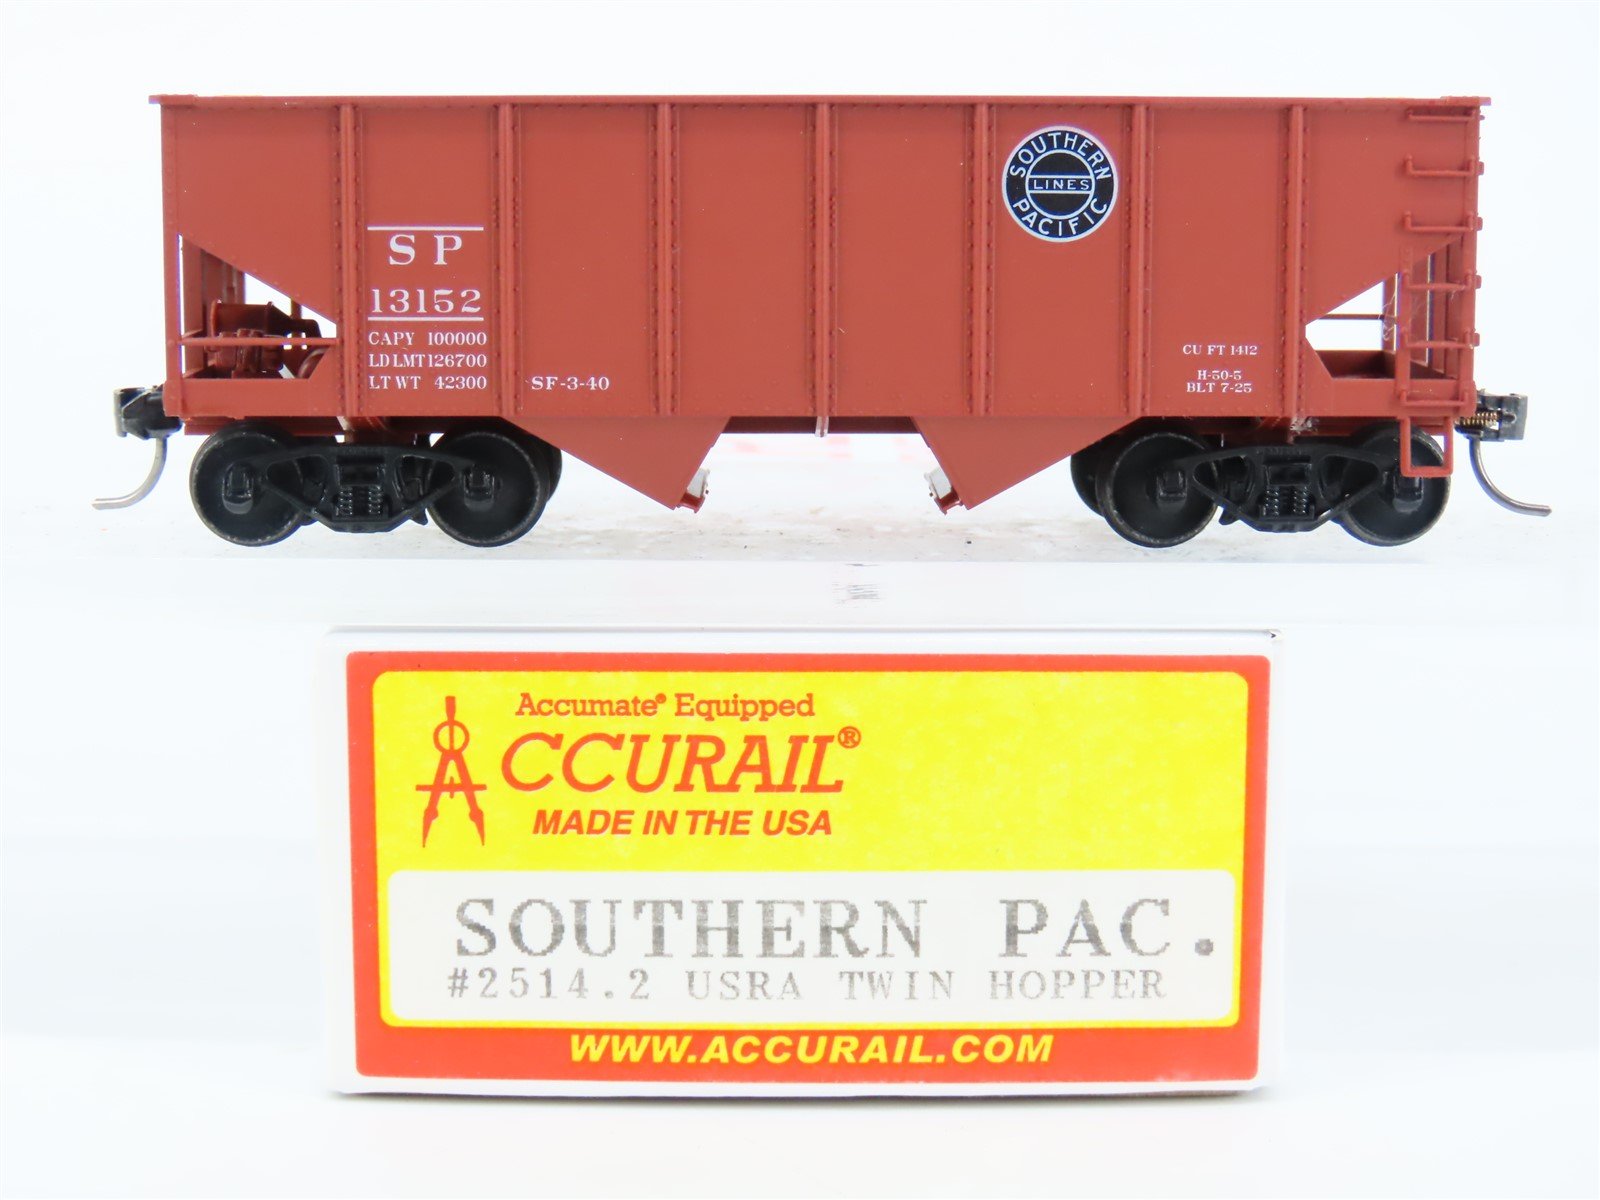 S P
13152
CAPY 100000
LD LMT 126700
LT WT 42300
SF-3-40
SOUTHERN
LINES
PACIFIC
CU FT 1412
H-50-5
BLT 7-25
Accumate® Equipped
ACCURAIL®
MADE IN THE USA
SOUTHERN PAC.
#2514.2 USRA TWIN HOPPER
WWW.ACCURAIL.COM